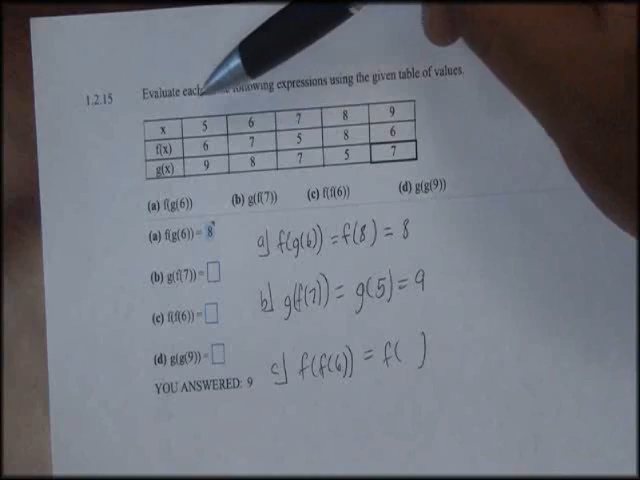 1.2.15 Evaluate each following expressions using the given table of values.
x 5 6 7 8 9
f(x) 6 7 5 8 6
g(x) 9 8 7 5 7
(a) f(g(6)) (b) g(f(7)) (c) f(f(6)) (d) g(g(9))
(a) f(g(6)) = 8
a] f(g(6)) = f(8) = 8
(b) g(f(7)) =
b] g(f(7)) = g(5) = 9
(c) f(f(6)) =
c] f(f(6)) = f( )
(d) g(g(9)) =
YOU ANSWERED: 9